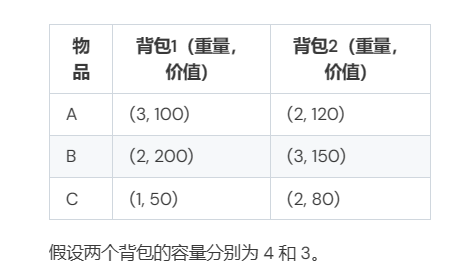 物品 背包1（重量，价值） 背包2（重量，价值）
A (3, 100) (2, 120)
B (2, 200) (3, 150)
C (1, 50) (2, 80)
假设两个背包的容量分别为 4 和 3。